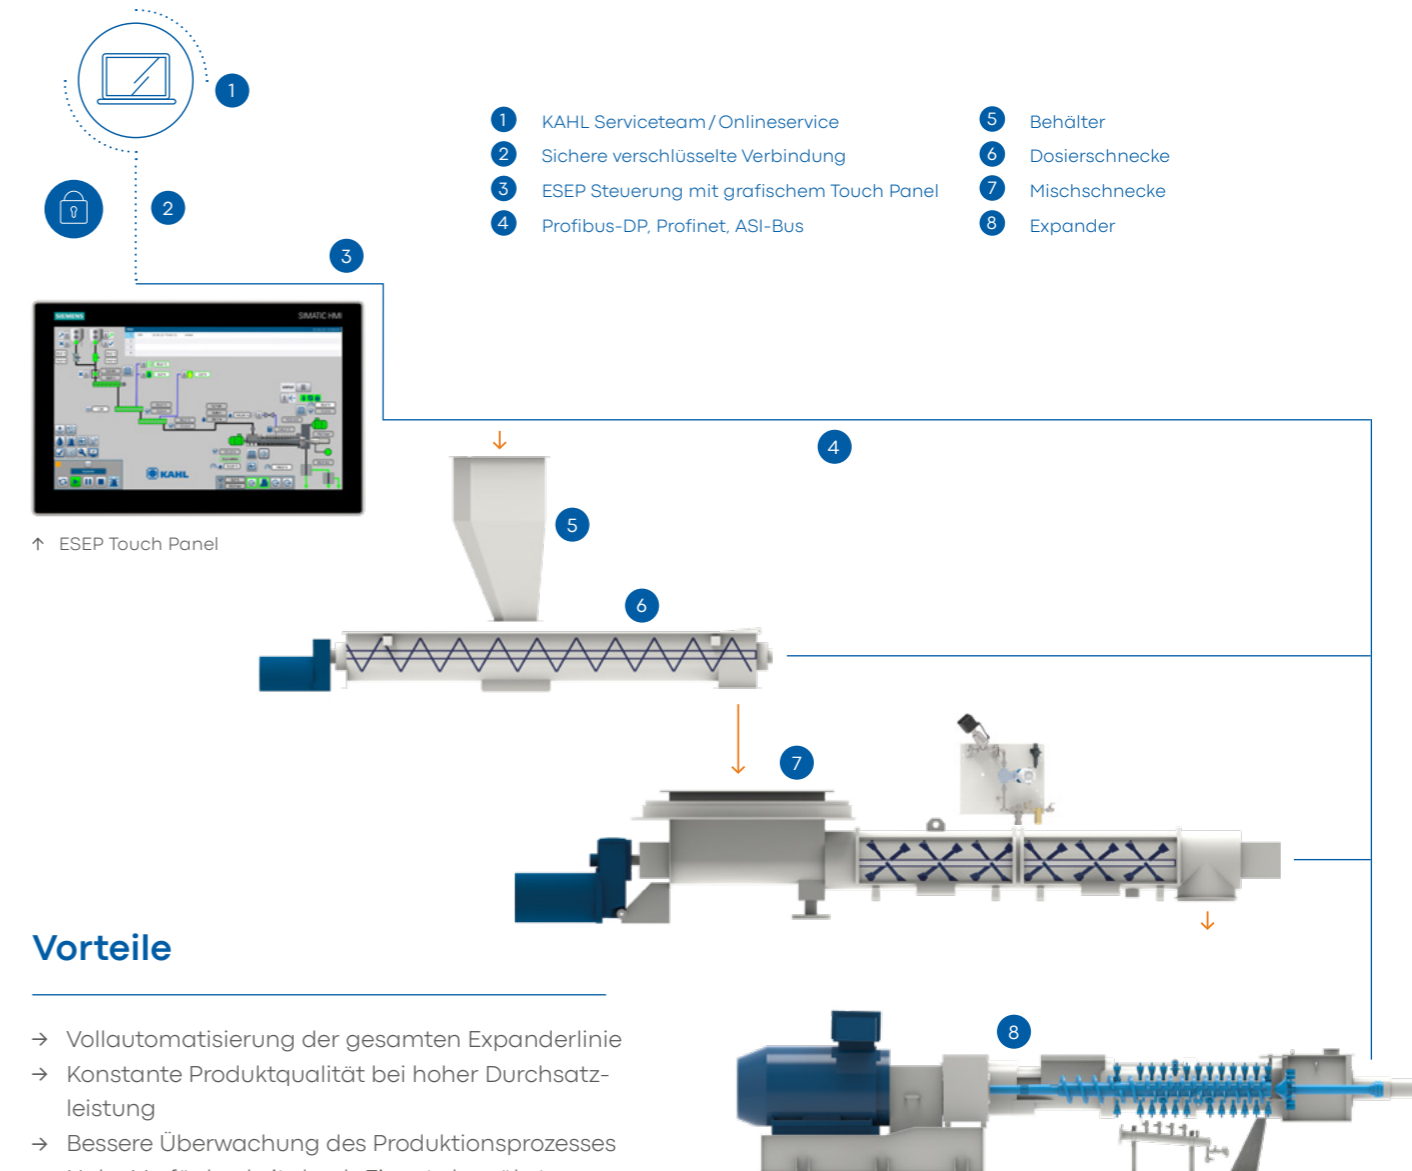 1
1 KAHL Serviceteam / Onlineservice
2 Sichere verschlüsselte Verbindung
3 ESEP Steuerung mit grafischem Touch Panel
4 Profibus-DP, Profinet, ASI-Bus
5 Behälter
6 Dosierschnecke
7 Mischschnecke
8 Expander
2
3
SIEMENS
SIMATIC HMI
KAHL
4
↑ ESEP Touch Panel
5
6
7
8
Vorteile
→ Vollautomatisierung der gesamten Expanderlinie
→ Konstante Produktqualität bei hoher Durchsatz-
leistung
→ Bessere Überwachung des Produktionsprozesses